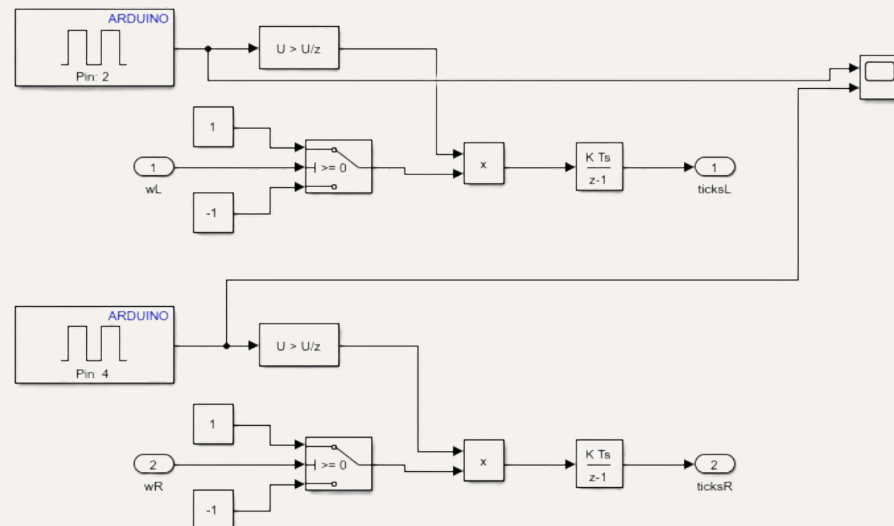 ARDUINO
Pin: 2
U > U/z
1
1
wL
>= 0
-1
x
K Ts
z-1
1
ticksL
ARDUINO
Pin: 4
U > U/z
1
2
wR
>= 0
-1
x
K Ts
z-1
2
ticksR